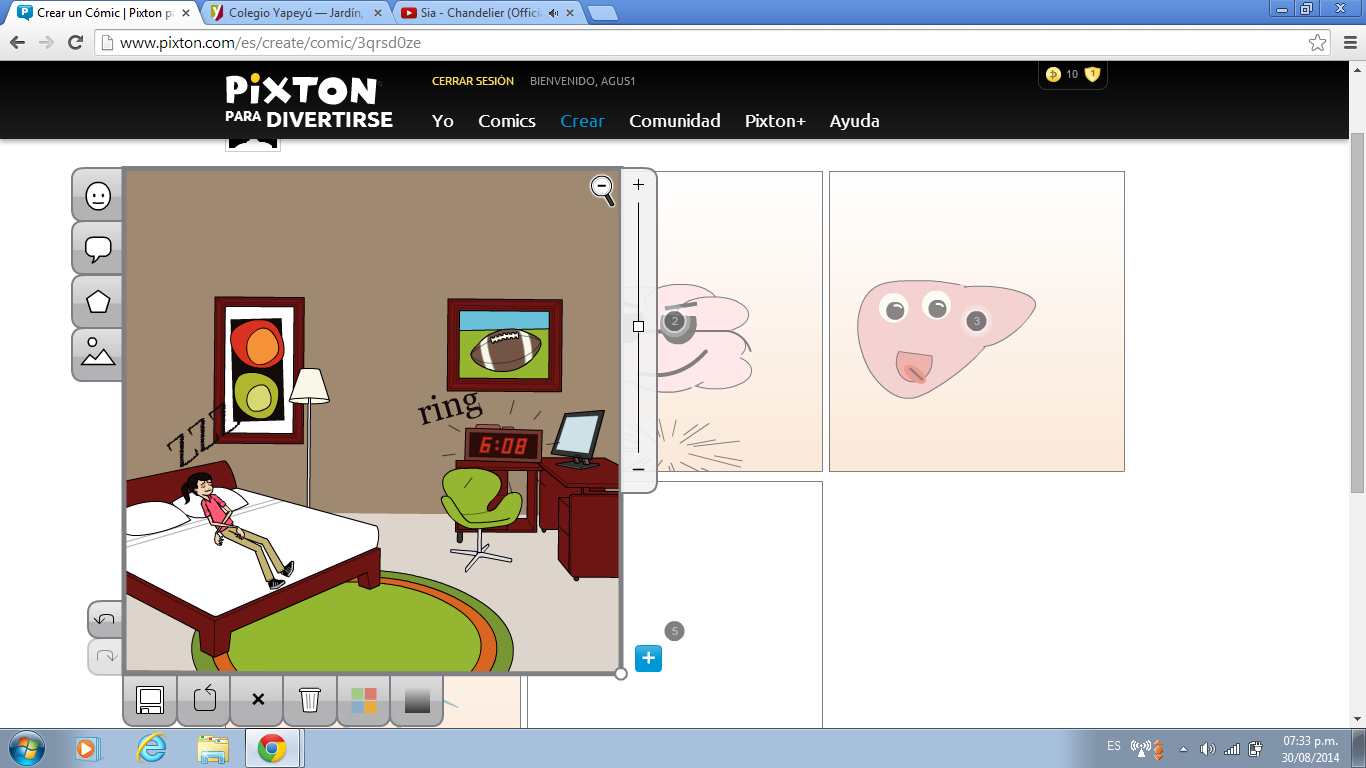 Crear un Cómic | Pixton pa
Colegio Yapeyú — Jardín,
Sia - Chandelier (Offici
www.pixton.com/es/create/comic/3qrsd0ze
PiXTON
PARA DIVERTIRSE
CERRAR SESIÓN BIENVENIDO, AGUS1
10 1
Yo Comics Crear Comunidad Pixton+ Ayuda
ZZZ
ring
6:08
2
3
5
ES
07:33 p.m.
30/08/2014